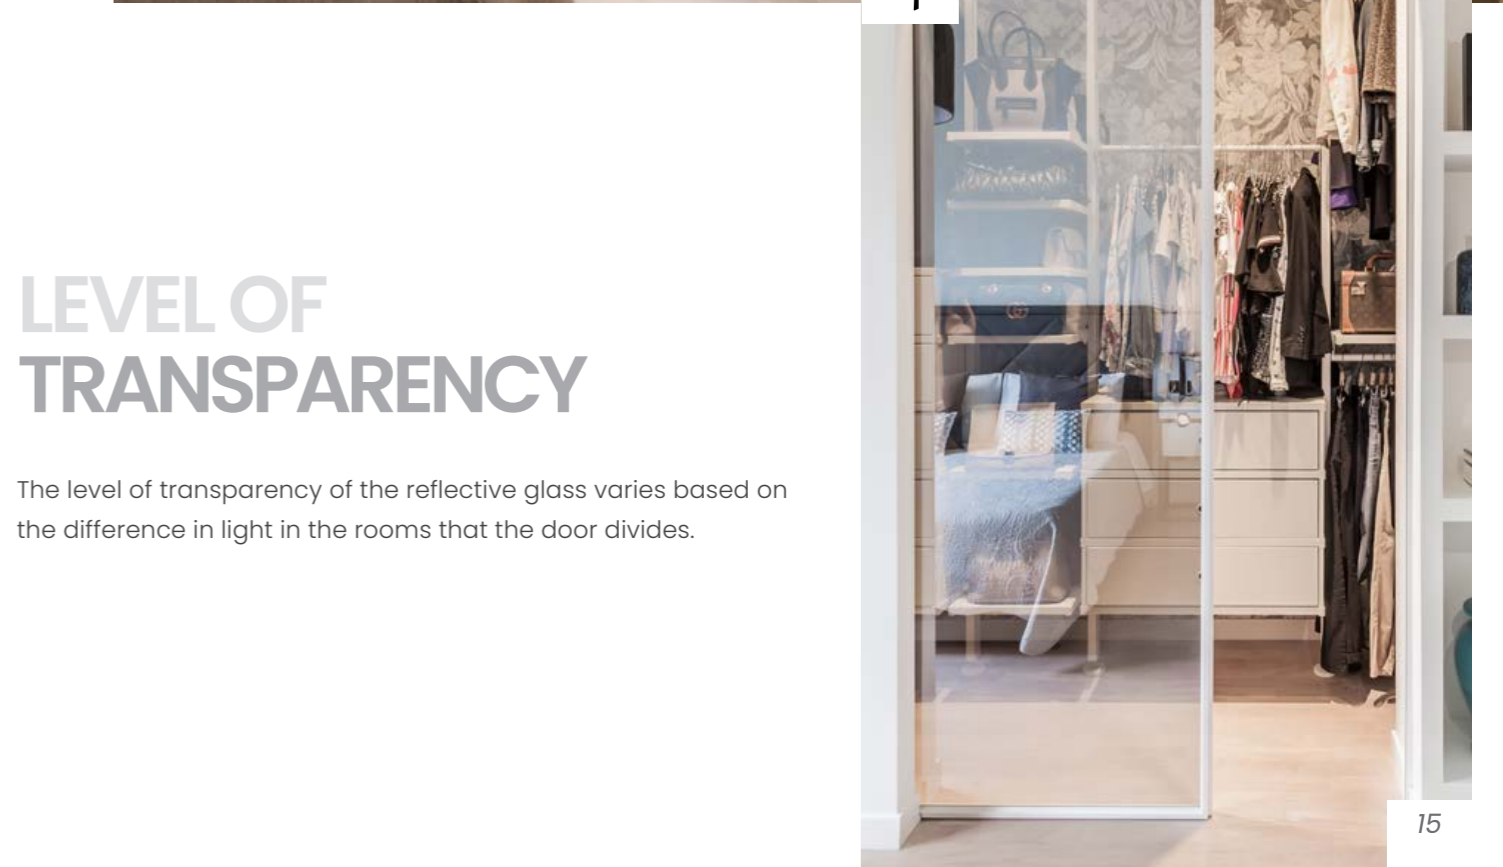 LEVEL OF
TRANSPARENCY
The level of transparency of the reflective glass varies based on
the difference in light in the rooms that the door divides.
15